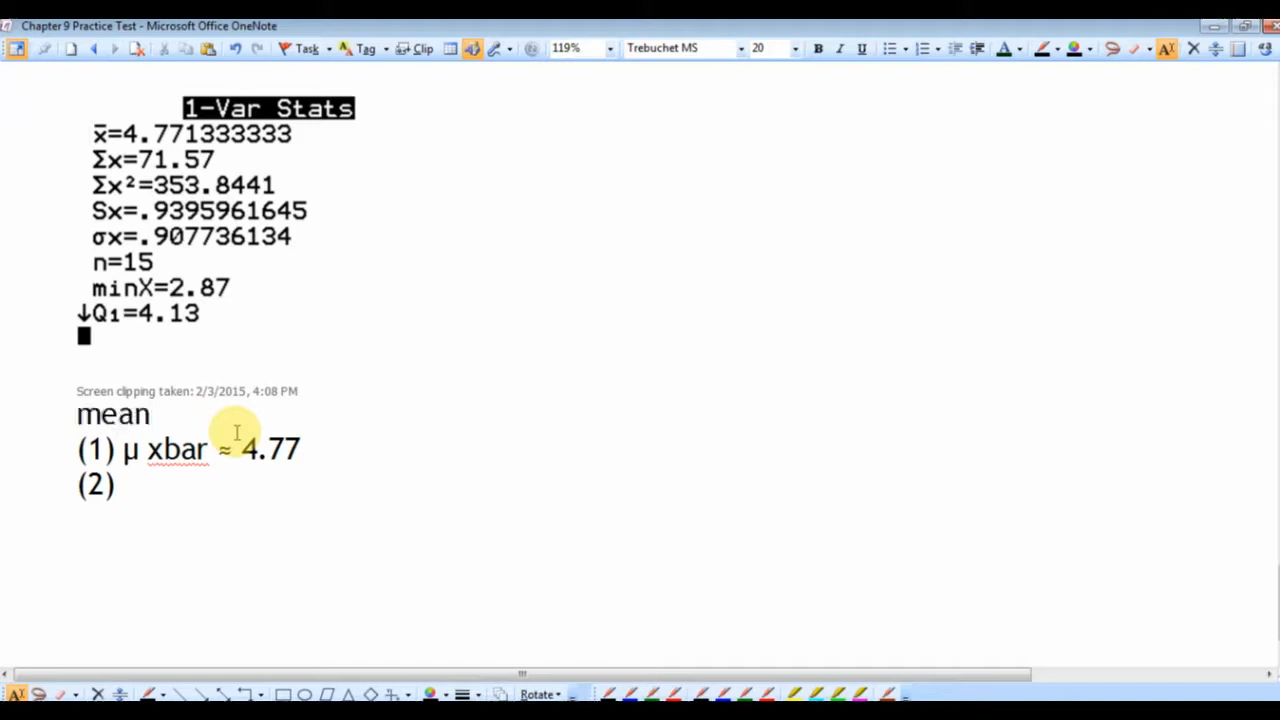 Chapter 9 Practice Test - Microsoft Office OneNote
Task Tag Clip 119% Trebuchet MS 20 B I U
1-Var Stats
x̄=4.771333333
Σx=71.57
Σx²=353.8441
Sx=.9395961645
σx=.907736134
n=15
minX=2.87
↓Q₁=4.13
Screen clipping taken: 2/3/2015, 4:08 PM
mean
(1) μ xbar ≈ 4.77
(2)
Rotate